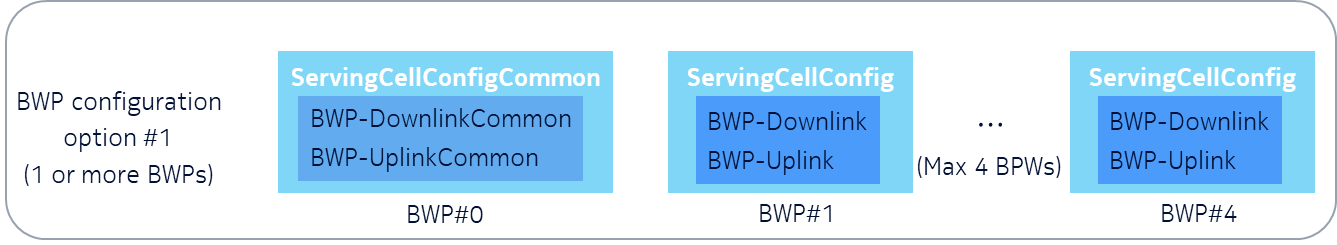 BWP configuration
option #1
(1 or more BWPs)
ServingCellConfigCommon
BWP-DownlinkCommon
BWP-UplinkCommon
BWP#0
ServingCellConfig
BWP-Downlink
BWP-Uplink
BWP#1
...
(Max 4 BPWs)
ServingCellConfig
BWP-Downlink
BWP-Uplink
BWP#4